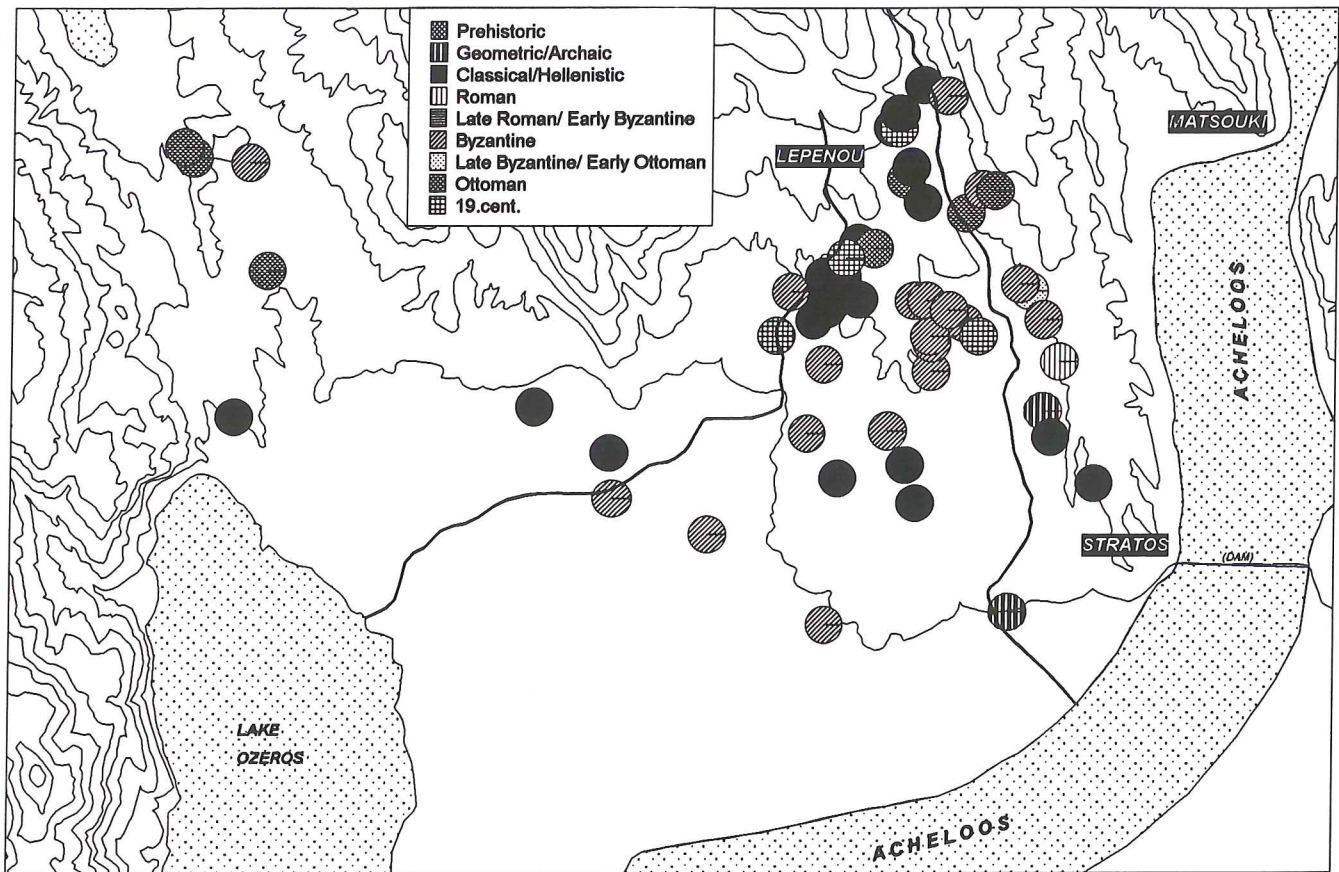 Prehistoric
Geometric/Archaic
Classical/Hellenistic
Roman
Late Roman/ Early Byzantine
Byzantine
Late Byzantine/ Early Ottoman
Ottoman
19.cent.
MATSOUKI
LEPENOU
ACHELOOS
STRATOS
(DAM)
LAKE
OZEROS
ACHELOOS